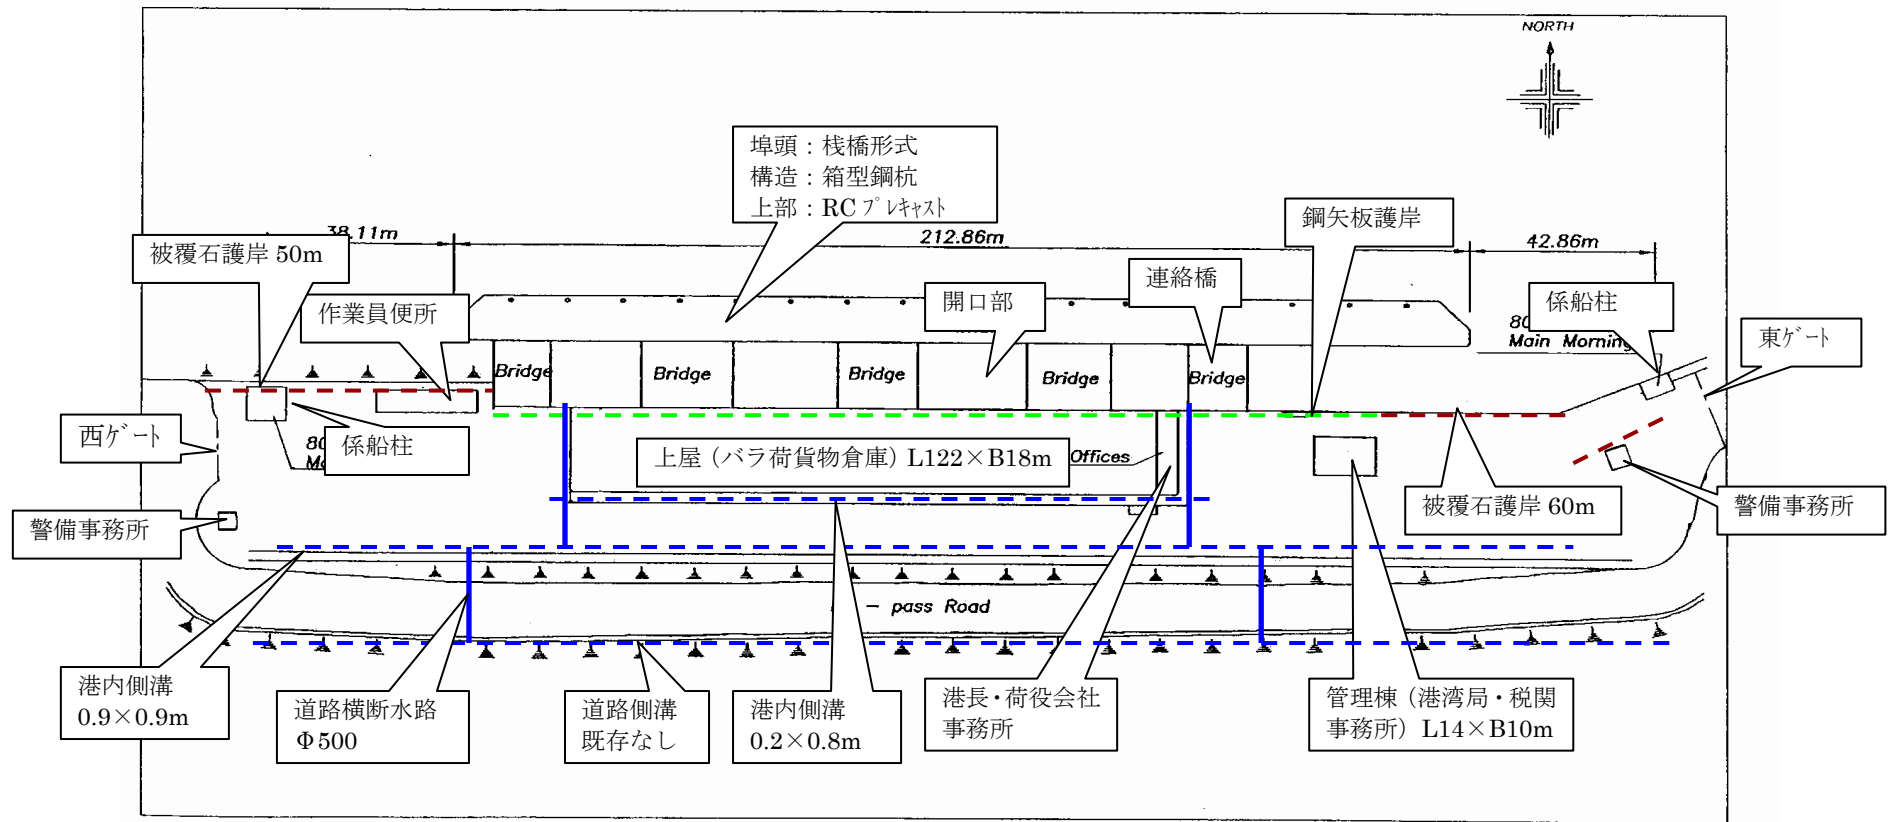 NORTH
埠頭：桟橋形式
構造：箱型鋼杭
上部：RCプレキャスト
鋼矢板護岸
38.11m
212.86m
42.86m
被覆石護岸 50m
連絡橋
作業員便所
開口部
係船柱
80
Main Morning
東ゲート
Bridge
Bridge
Bridge
Bridge
Bridge
西ゲート
80
係船柱
上屋（バラ荷貨物倉庫）L122×B18m
Offices
被覆石護岸 60m
警備事務所
警備事務所
– pass Road
港内側溝
0.9×0.9m
道路横断水路
Φ500
道路側溝
既存なし
港内側溝
0.2×0.8m
港長・荷役会社
事務所
管理棟（港湾局・税関
事務所）L14×B10m